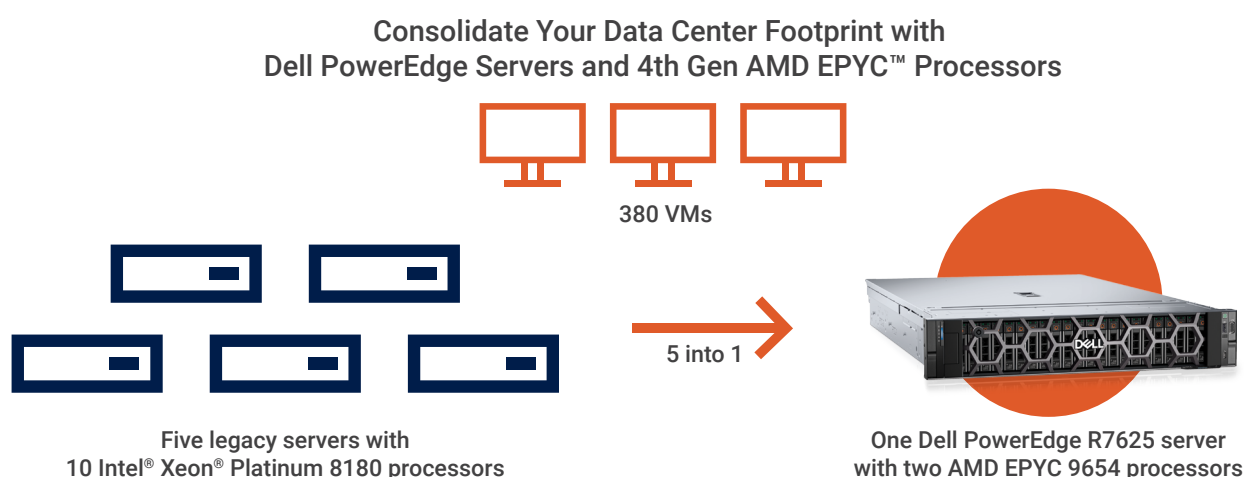 Consolidate Your Data Center Footprint with
Dell PowerEdge Servers and 4th Gen AMD EPYC™ Processors
380 VMs
5 into 1
DELL
Five legacy servers with
10 Intel® Xeon® Platinum 8180 processors
One Dell PowerEdge R7625 server
with two AMD EPYC 9654 processors